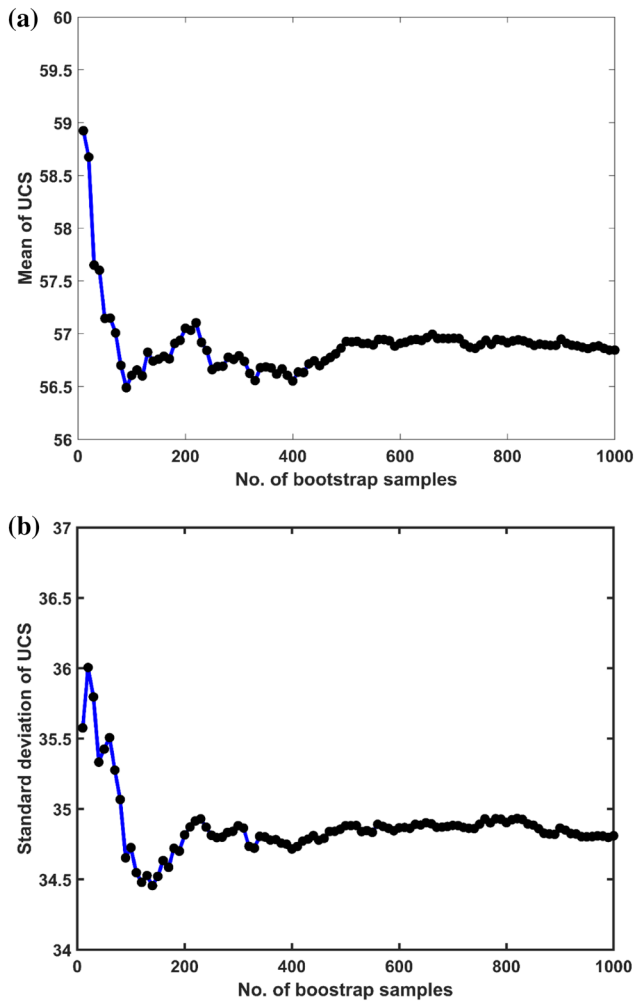 (a)
60
59.5
59
58.5
58
57.5
57
56.5
56
Mean of UCS
0 200 400 600 800 1000
No. of bootstrap samples
(b)
37
36.5
36
35.5
35
34.5
34
Standard deviation of UCS
0 200 400 600 800 1000
No. of boostrap samples